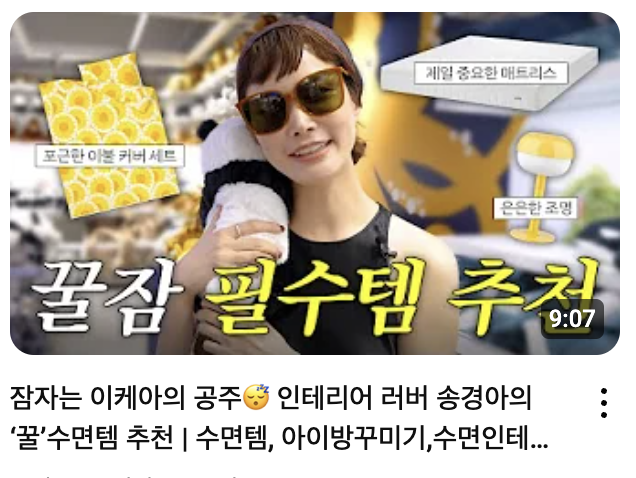 제일 중요한 매트리스
포근한 이불 커버 세트
은은한 조명
꿀잠 필수템 추천
9:07
잠자는 이케아의 공주😴 인테리어 러버 송경아의
‘꿀’수면템 추천 | 수면템, 아이방꾸미기,수면인테...